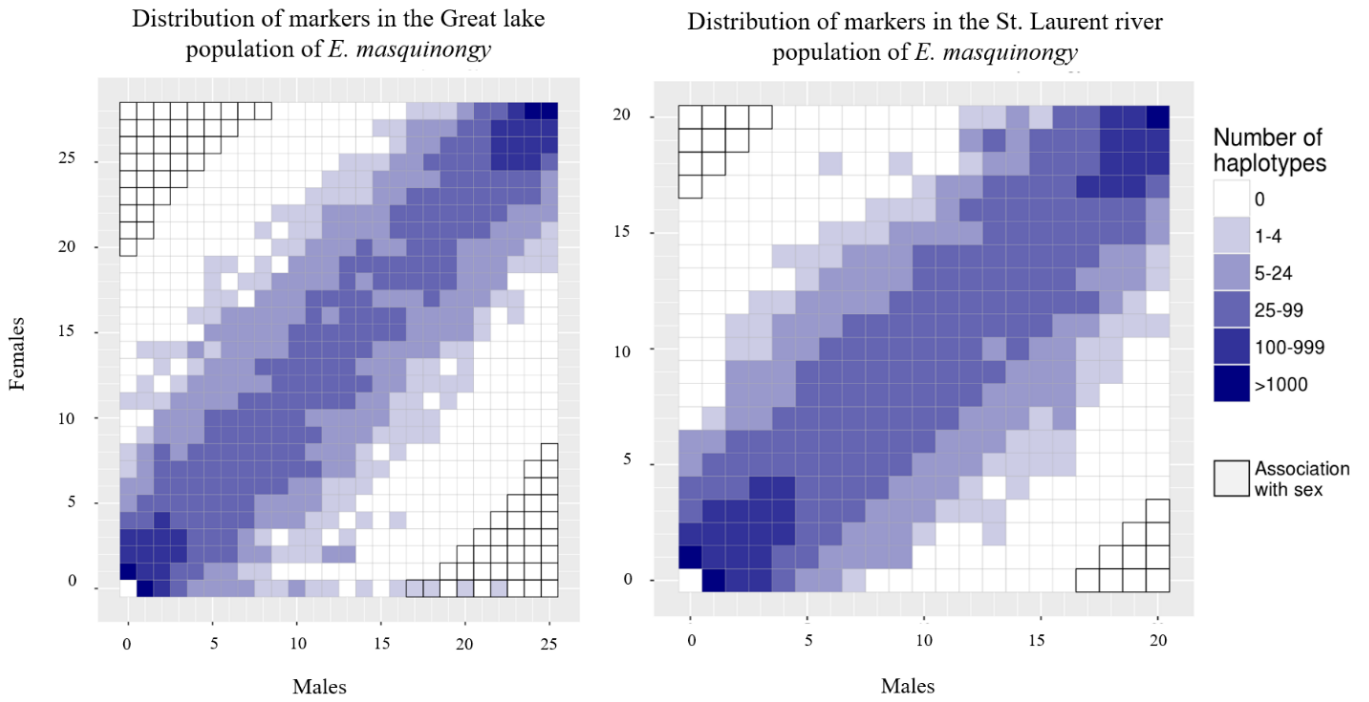 Distribution of markers in the Great lake
population of E. masquinongy
Distribution of markers in the St. Laurent river
population of E. masquinongy
Females
25
20
15
10
5
0
0
5
10
15
20
25
Males
20
15
10
5
0
0
5
10
15
20
Males
Number of
haplotypes
0
1-4
5-24
25-99
100-999
>1000
Association
with sex